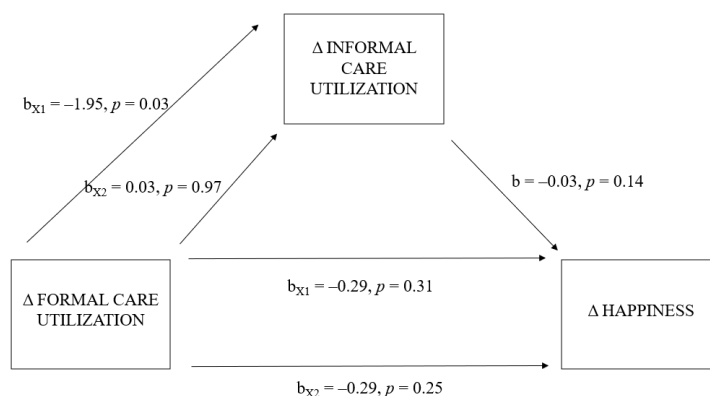 Δ INFORMAL
CARE
UTILIZATION
b_X1 = –1.95, p = 0.03
b_X2 = 0.03, p = 0.97
b = –0.03, p = 0.14
Δ FORMAL CARE
UTILIZATION
b_X1 = –0.29, p = 0.31
Δ HAPPINESS
b_X2 = –0.29, p = 0.25